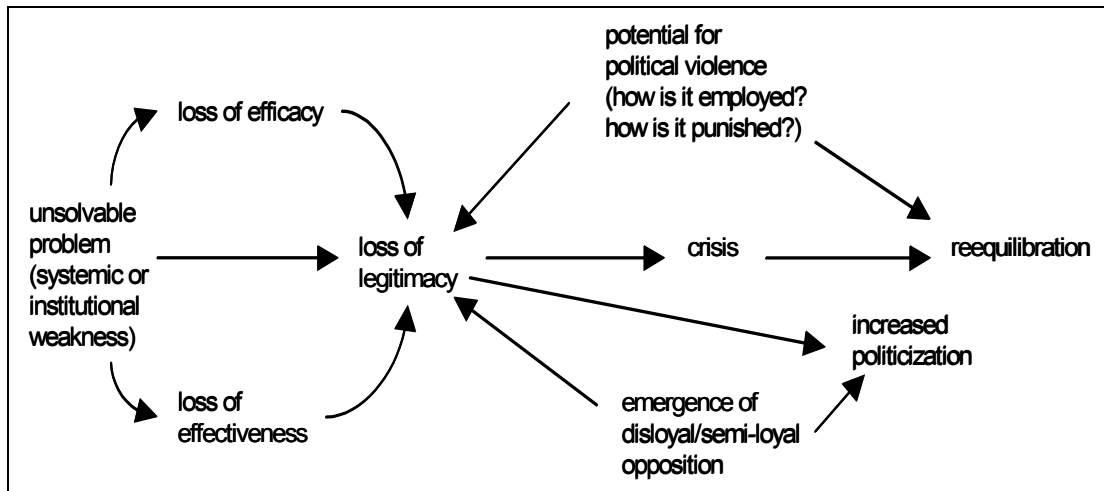 potential for
political violence
(how is it employed?
how is it punished?)
loss of efficacy
unsolvable
problem
(systemic or
institutional
weakness)
loss of
legitimacy
crisis
reequilibration
increased
politicization
loss of
effectiveness
emergence of
disloyal/semi-loyal
opposition